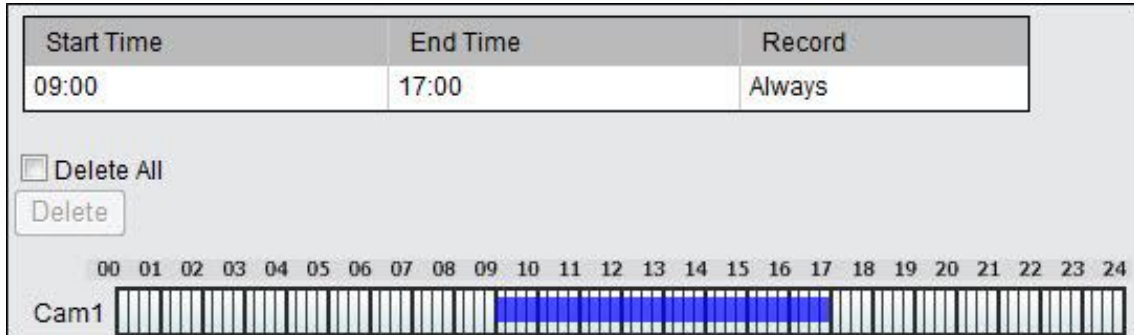 Start Time End Time Record
09:00 17:00 Always
Delete All
Delete
00 01 02 03 04 05 06 07 08 09 10 11 12 13 14 15 16 17 18 19 20 21 22 23 24
Cam1